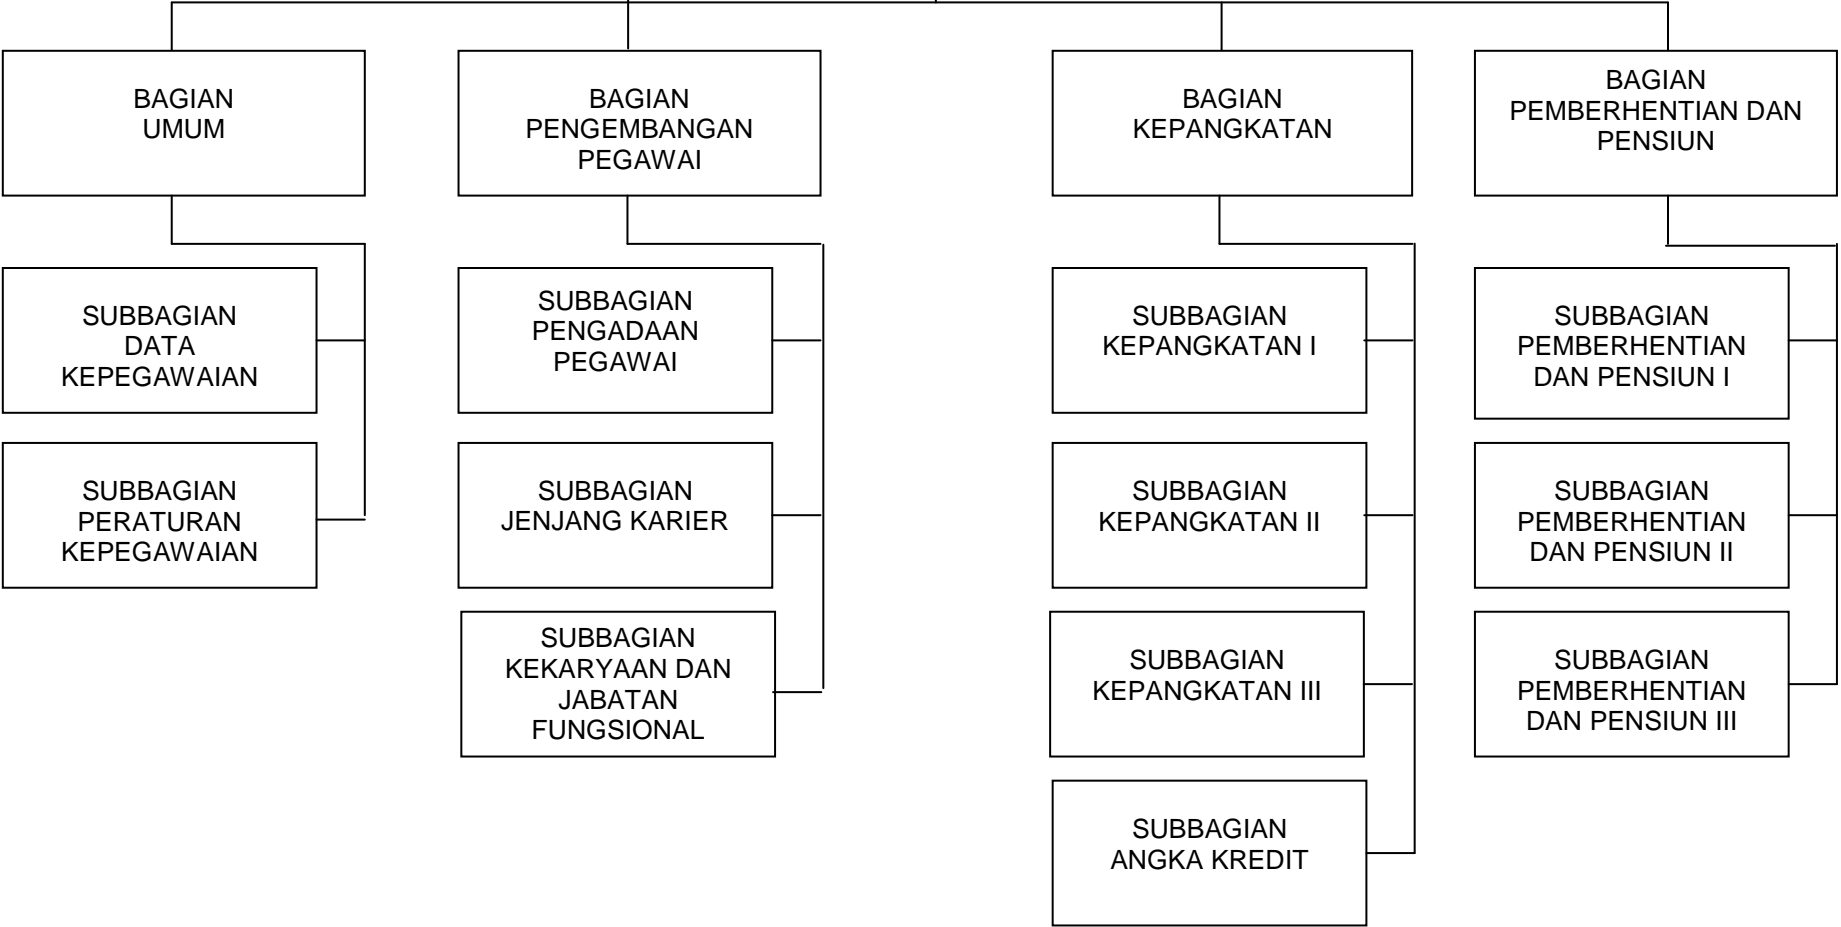 BAGIAN
UMUM
BAGIAN
PENGEMBANGAN
PEGAWAI
BAGIAN
KEPANGKATAN
BAGIAN
PEMBERHENTIAN DAN
PENSIUN
SUBBAGIAN
DATA
KEPEGAWAIAN
SUBBAGIAN
PENGADAAN
PEGAWAI
SUBBAGIAN
KEPANGKATAN I
SUBBAGIAN
PEMBERHENTIAN
DAN PENSIUN I
SUBBAGIAN
PERATURAN
KEPEGAWAIAN
SUBBAGIAN
JENJANG KARIER
SUBBAGIAN
KEPANGKATAN II
SUBBAGIAN
PEMBERHENTIAN
DAN PENSIUN II
SUBBAGIAN
KEKARYAAN DAN
JABATAN
FUNGSIONAL
SUBBAGIAN
KEPANGKATAN III
SUBBAGIAN
PEMBERHENTIAN
DAN PENSIUN III
SUBBAGIAN
ANGKA KREDIT